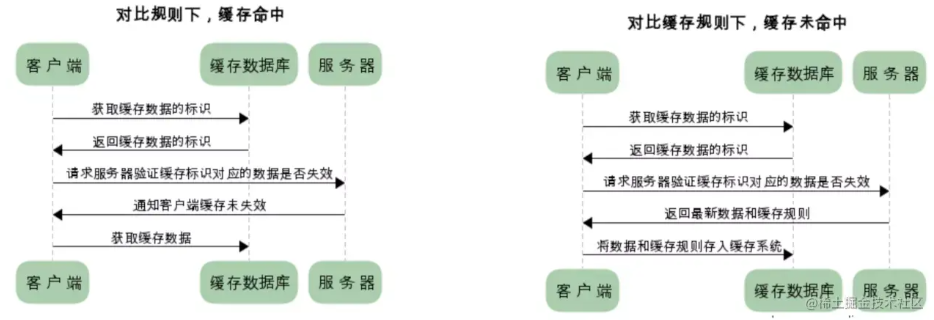 对比规则下，缓存命中
客户端
缓存数据库
服务器
获取缓存数据的标识
返回缓存数据的标识
请求服务器验证缓存标识对应的数据是否失效
通知客户端缓存未失效
获取缓存数据
客户端
缓存数据库
服务器
对比缓存规则下，缓存未命中
客户端
缓存数据库
服务器
获取缓存数据的标识
返回缓存数据的标识
请求服务器验证缓存标识对应的数据是否失效
返回最新数据和缓存规则
将数据和缓存规则存入缓存系统
客户端
缓存数据库
服务器
@稀土掘金技术社区